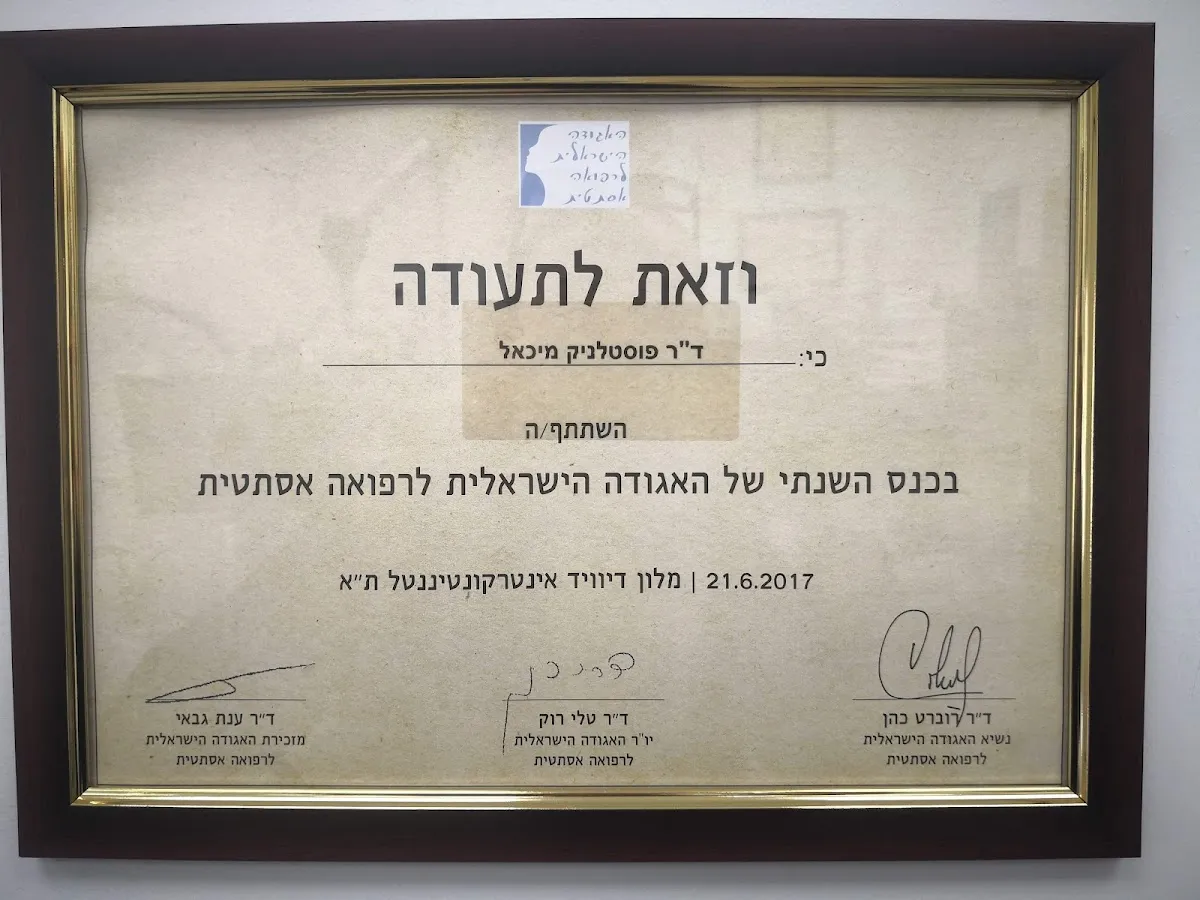 האגודה
הישראלית
לרפואה
אסתטית
וזאת לתעודה
כי: ד"ר פוסטלניק מיכאל
השתתף/ה
בכנס השנתי של האגודה הישראלית לרפואה אסתטית
21.6.2017 | מלון דיוויד אינטרקונטיננטל ת"א
ד"ר רוברט כהן
נשיא האגודה הישראלית
לרפואה אסתטית
ד"ר טלי רוק
יו"ר האגודה הישראלית
לרפואה אסתטית
ד"ר ענת גבאי
מזכירת האגודה הישראלית
לרפואה אסתטית